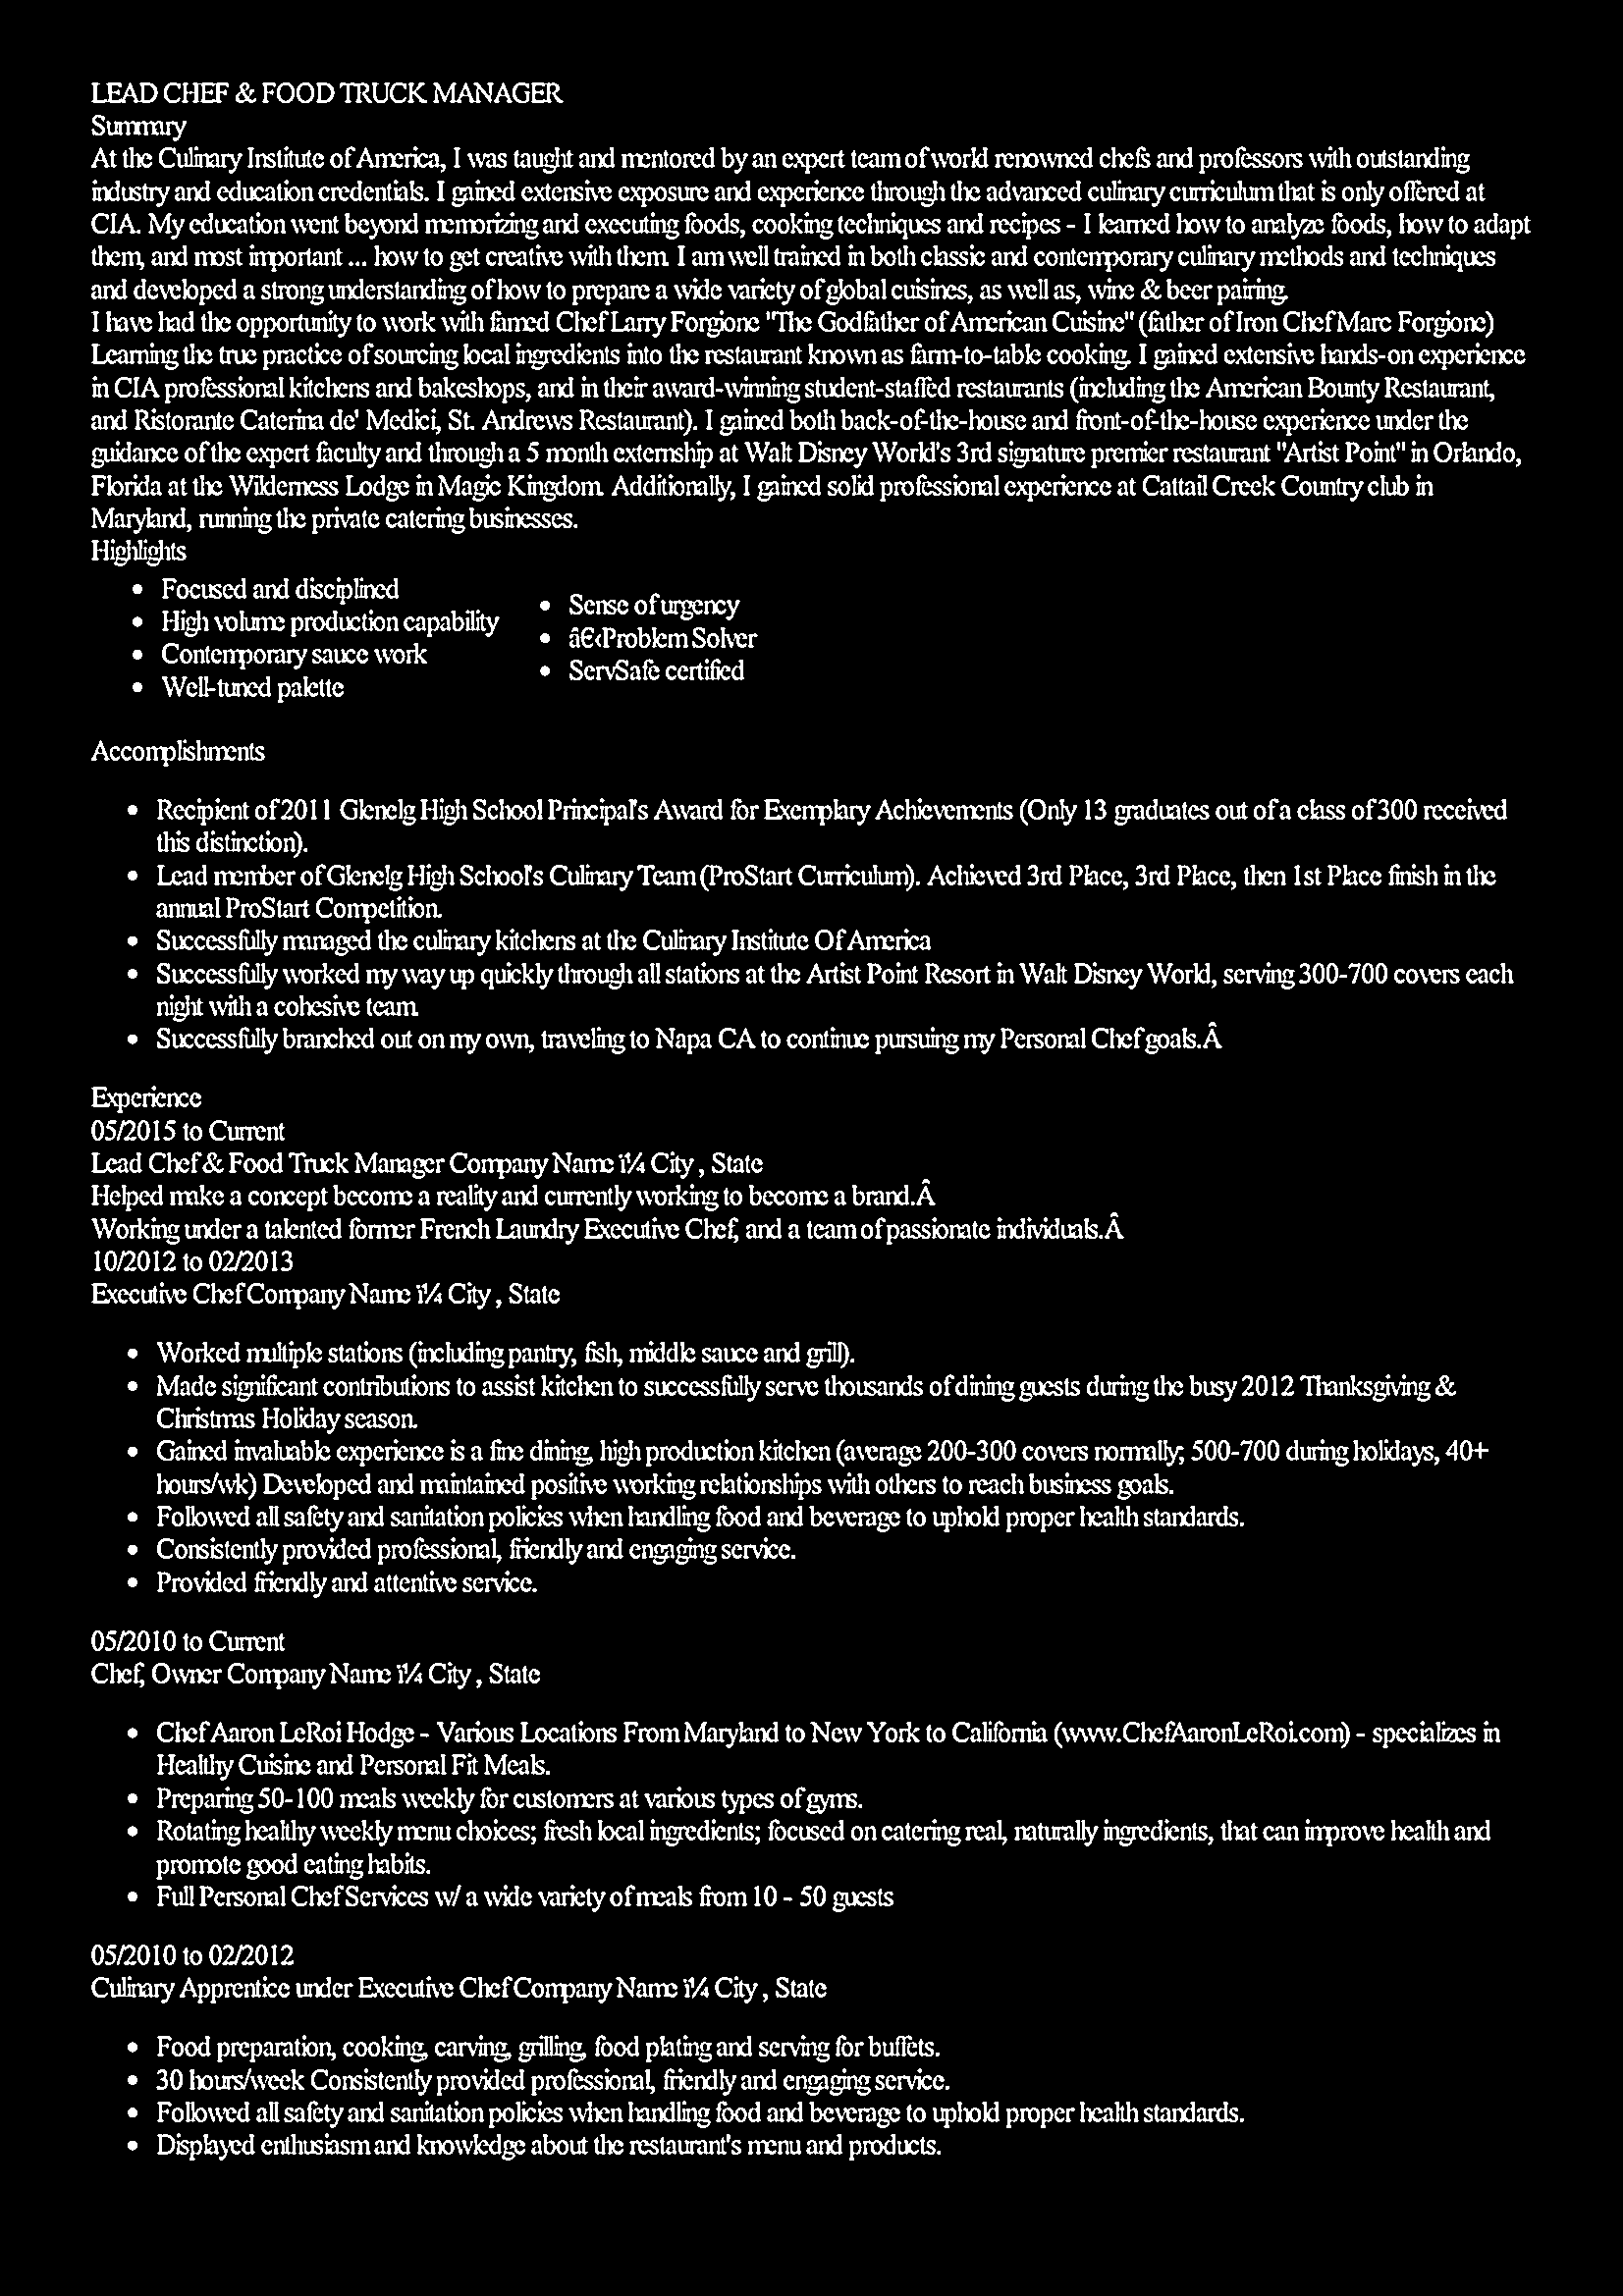 LEAD CHEF & FOOD TRUCK MANAGER
Summary
At the Culinary Institute of America, I was taught and mentored by an expert team of world renowned chefs and professors with outstanding
industry and education credentials. I gained extensive exposure and experience through the advanced culinary curriculum that is only offered at
CIA. My education went beyond memorizing and executing foods, cooking techniques and recipes - I learned how to analyze foods, how to adapt
them, and most important ... how to get creative with them. I am well trained in both classic and contemporary culinary methods and techniques
and developed a strong understanding of how to prepare a wide variety of global cuisines, as well as, wine & beer pairing.
I have had the opportunity to work with famed Chef Larry Forgione "The Godfather of American Cuisine" (father of Iron Chef Marc Forgione)
Learning the true practice of sourcing local ingredients into the restaurant known as farm-to-table cooking. I gained extensive hands-on experience
in CIA professional kitchens and bakeshops, and in their award-winning student-staffed restaurants (including the American Bounty Restaurant,
and Ristorante Caterina de' Medici, St. Andrews Restaurant). I gained both back-of-the-house and front-of-the-house experience under the
guidance of the expert faculty and through a 5 month externship at Walt Disney World's 3rd signature premier restaurant "Artist Point" in Orlando,
Florida at the Wilderness Lodge in Magic Kingdom. Additionally, I gained solid professional experience at Cattail Creek Country club in
Maryland, running the private catering businesses.
Highlights
• Focused and disciplined
• High volume production capability
• Contemporary sauce work
• Well-tuned palette
• Sense of urgency
• â€‹Problem Solver
• ServSafe certified
Accomplishments
• Recipient of 2011 Glenelg High School Principal's Award for Exemplary Achievements (Only 13 graduates out of a class of 300 received
this distinction).
• Lead member of Glenelg High School's Culinary Team (ProStart Curriculum). Achieved 3rd Place, 3rd Place, then 1st Place finish in the
annual ProStart Competition.
• Successfully managed the culinary kitchens at the Culinary Institute Of America
• Successfully worked my way up quickly through all stations at the Artist Point Resort in Walt Disney World, serving 300-700 covers each
night with a cohesive team.
• Successfully branched out on my own, traveling to Napa CA to continue pursuing my Personal Chef goals.Â
Experience
05/2015 to Current
Lead Chef & Food Truck Manager Company Name ï¼ City , State
Helped make a concept become a reality and currently working to become a brand.Â
Working under a talented former French Laundry Executive Chef, and a team of passionate individuals.Â
10/2012 to 02/2013
Executive Chef Company Name ï¼ City , State
• Worked multiple stations (including pantry, fish, middle sauce and grill).
• Made significant contributions to assist kitchen to successfully serve thousands of dining guests during the busy 2012 Thanksgiving &
Christmas Holiday season.
• Gained invaluable experience is a fine dining, high production kitchen (average 200-300 covers normally; 500-700 during holidays, 40+
hours/wk) Developed and maintained positive working relationships with others to reach business goals.
• Followed all safety and sanitation policies when handling food and beverage to uphold proper health standards.
• Consistently provided professional, friendly and engaging service.
• Provided friendly and attentive service.
05/2010 to Current
Chef, Owner Company Name ï¼ City , State
• Chef Aaron LeRoi Hodge - Various Locations From Maryland to New York to California (www.ChefAaronLeRoi.com) - specializes in
Healthy Cuisine and Personal Fit Meals.
• Preparing 50-100 meals weekly for customers at various types of gyms.
• Rotating healthy weekly menu choices; fresh local ingredients; focused on catering real, naturally ingredients, that can improve health and
promote good eating habits.
• Full Personal Chef Services w/ a wide variety of meals from 10 - 50 guests
05/2010 to 02/2012
Culinary Apprentice under Executive Chef Company Name ï¼ City , State
• Food preparation, cooking, carving, grilling, food plating and serving for buffets.
• 30 hours/week Consistently provided professional, friendly and engaging service.
• Followed all safety and sanitation policies when handling food and beverage to uphold proper health standards.
• Displayed enthusiasm and knowledge about the restaurant's menu and products.